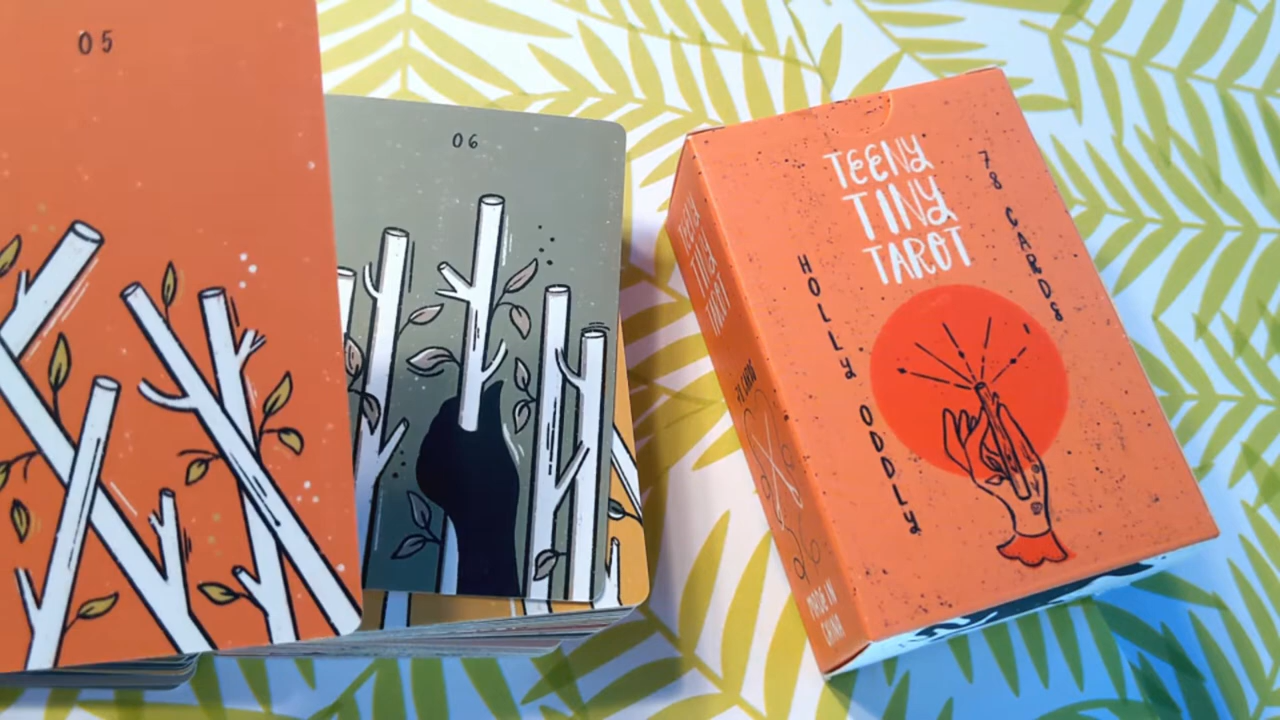 05
06
TEENY
TINY
TAROT
78 CARDS
HOLLY ODDLY
TEENY
TINY
TAROT
MADE IN
CHINA